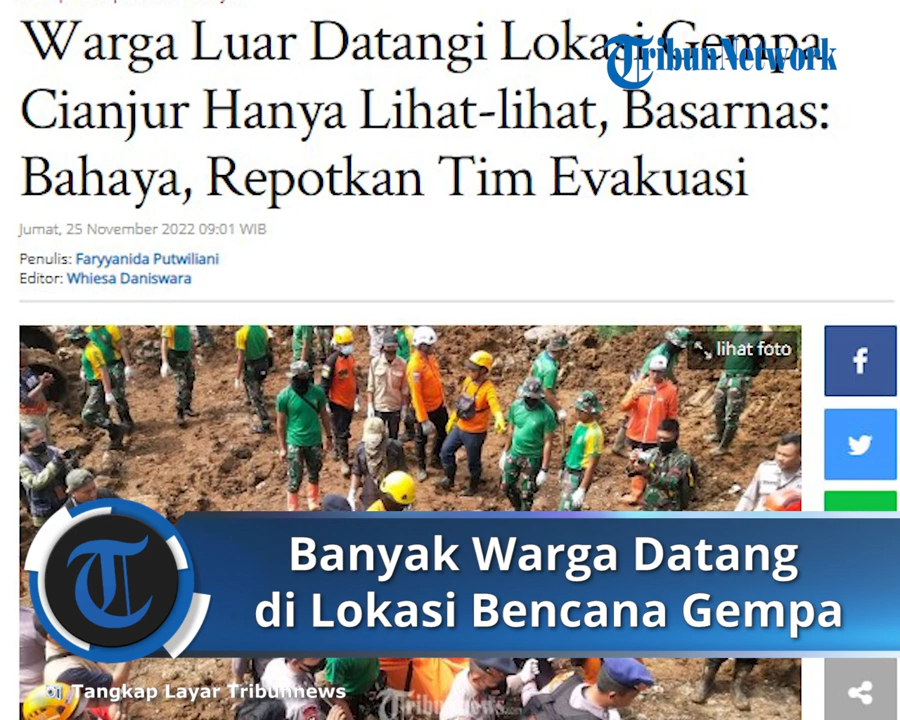 Warga Luar Datangi Lokasi Gempa
TribunNetwork
Cianjur Hanya Lihat-lihat, Basarnas:
Bahaya, Repotkan Tim Evakuasi
Jumat, 25 November 2022 09:01 WIB
Penulis: Faryyanida Putwiliani
Editor: Whiesa Daniswara
lihat foto
f
T
Banyak Warga Datang
di Lokasi Bencana Gempa
Tangkap Layar Tribunnews
Tribunnews.com